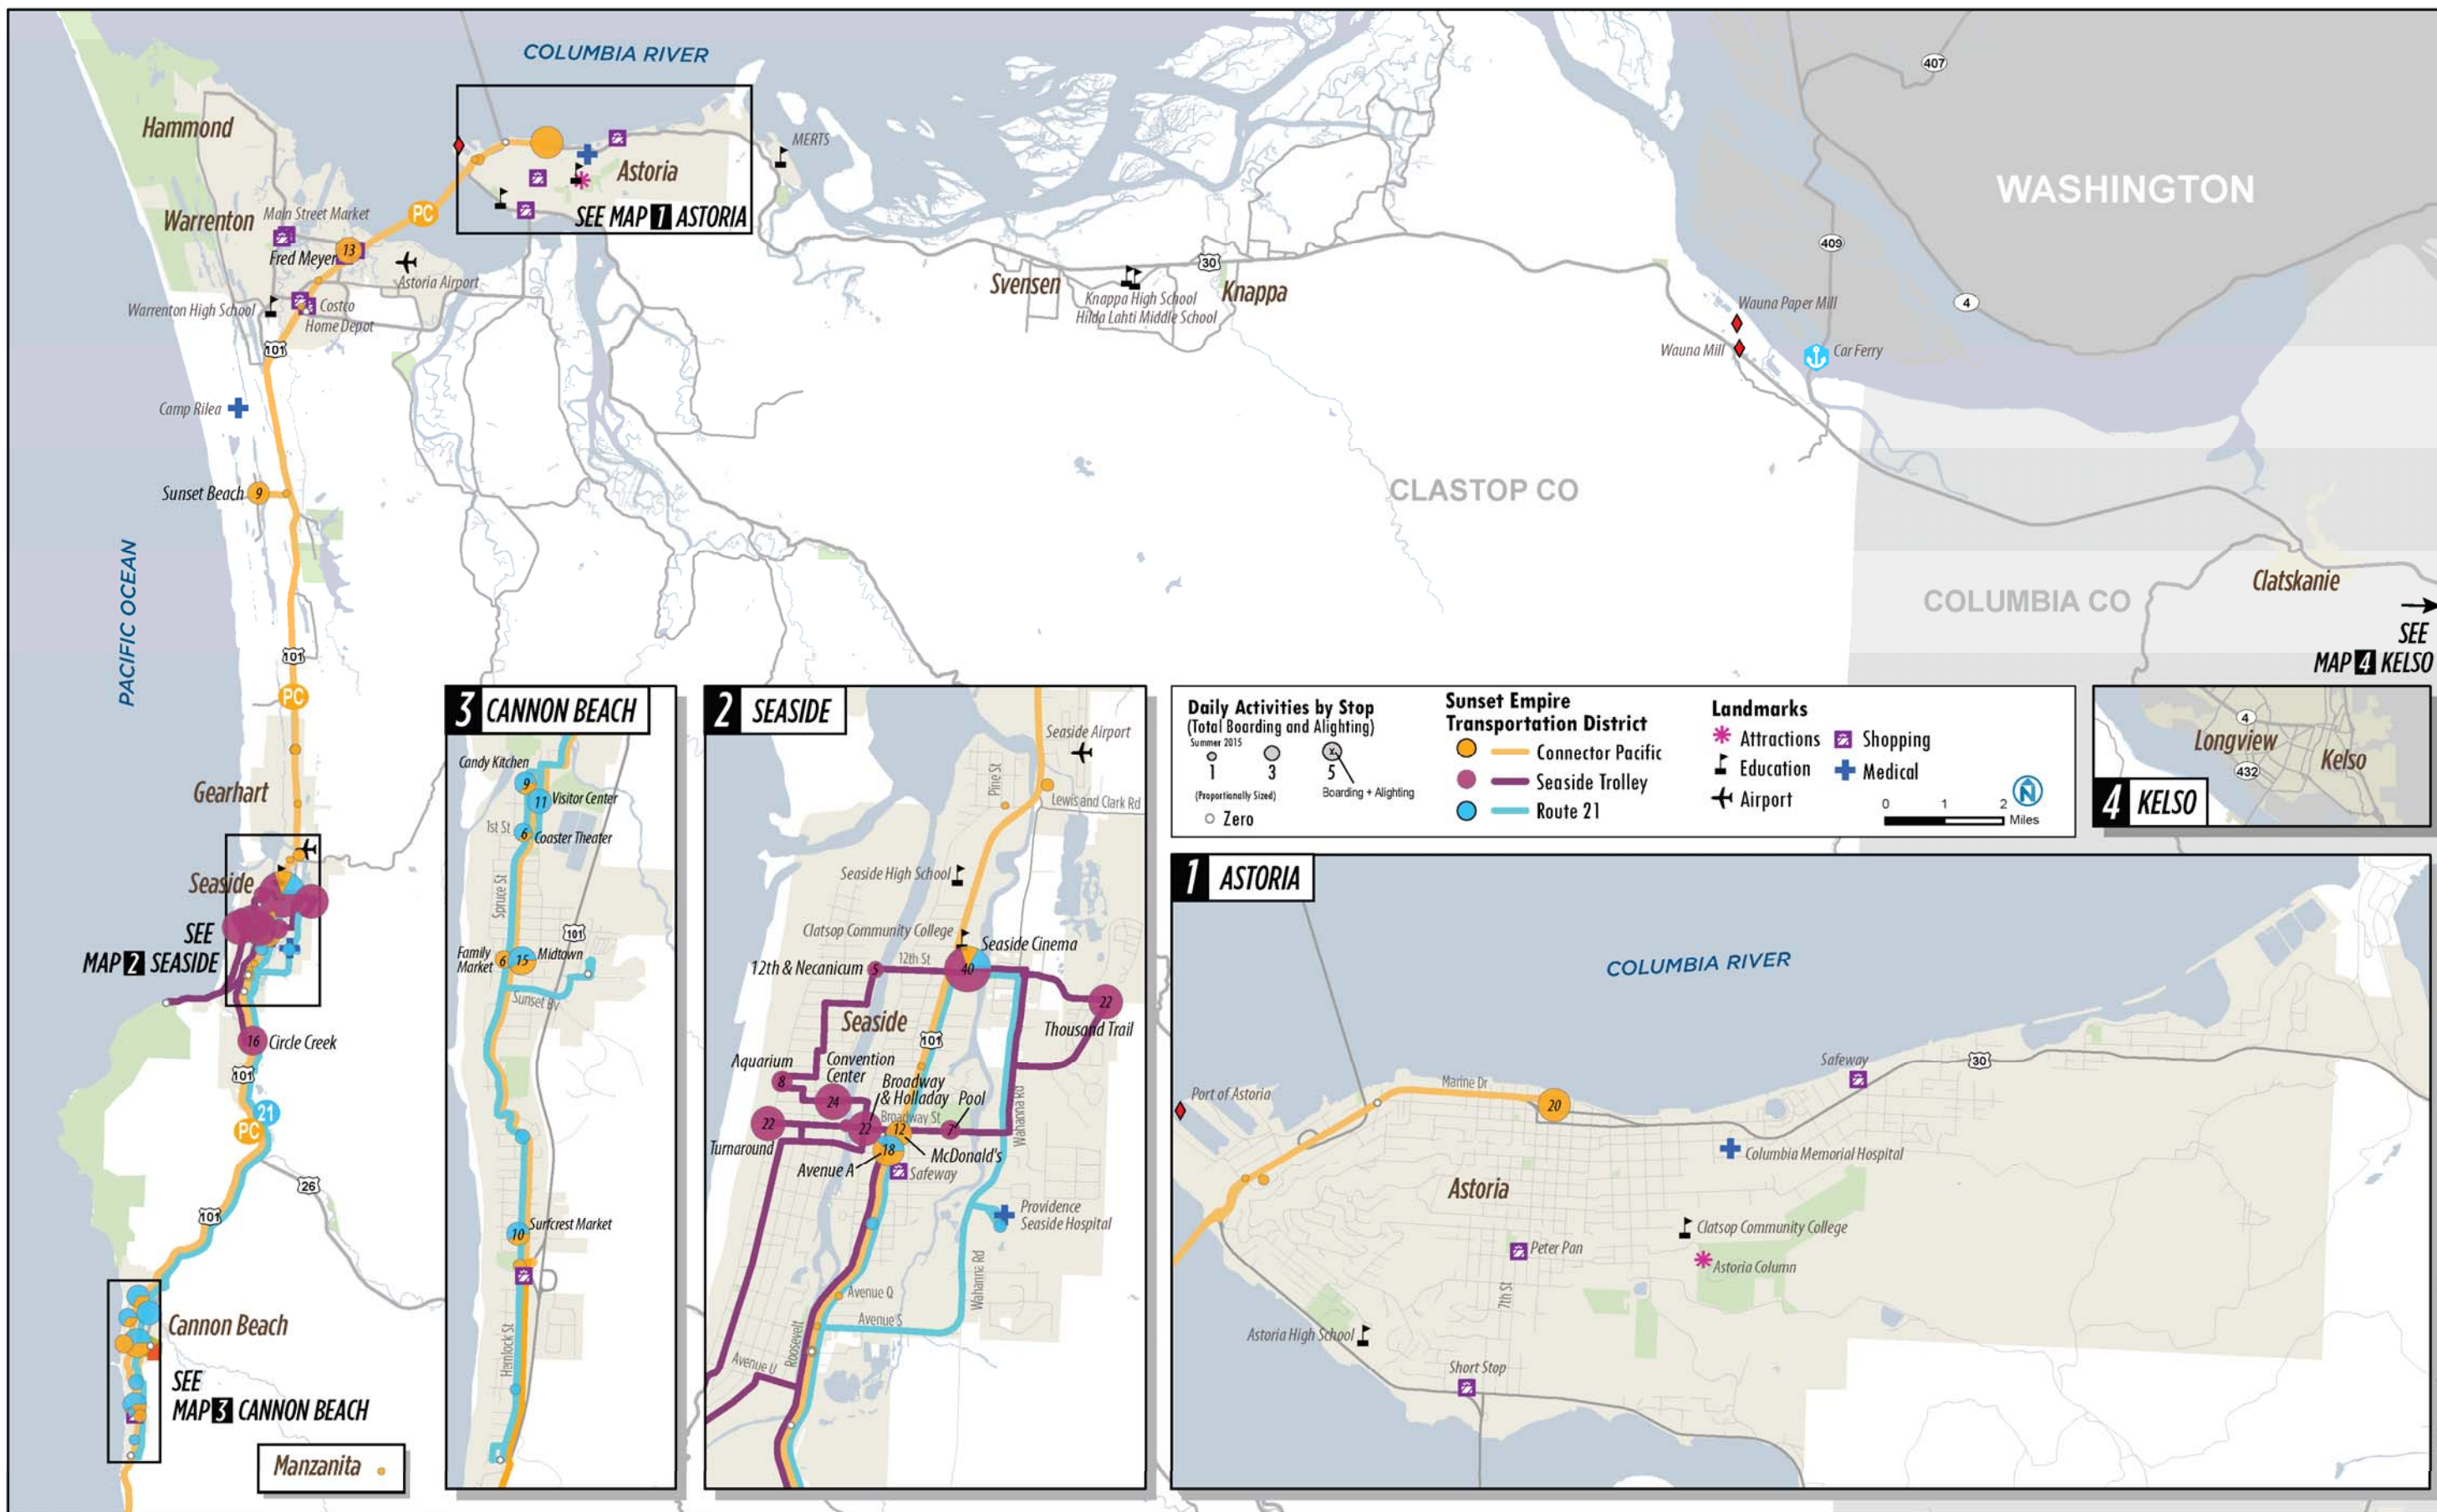 COLUMBIA RIVER
407
Hammond
MERTS
Astoria
SEE MAP 1 ASTORIA
WASHINGTON
PC
Warrenton
Main Street Market
13
Fred Meyer
Astoria Airport
409
30
Svensen
Knappa
Knappa High School
Hilda Lahti Middle School
Warrenton High School
Costco
Home Depot
101
Wauna Paper Mill
4
Wauna Mill
Car Ferry
Camp Rilea
Sunset Beach
9
CLASTOP CO
PACIFIC OCEAN
Clatskanie
COLUMBIA CO
SEE
MAP 4 KELSO
101
PC
Gearhart
Seaside
SEE
MAP 2 SEASIDE
16
Circle Creek
101
21
PC
26
101
Cannon Beach
SEE
MAP 3 CANNON BEACH
Manzanita
3 CANNON BEACH
Candy Kitchen
9
11
Visitor Center
1st St
6
Coaster Theater
Spruce St
101
Family
Market
6
15
Midtown
Sunset Bv
Surfcrest Market
10
Hemlock St
2 SEASIDE
Seaside Airport
Pine St
Lewis and Clark Rd
Seaside High School
Clatsop Community College
Seaside Cinema
12th St
12th & Necanicum
5
40
22
Thousand Trail
Seaside
101
Aquarium
8
Convention
Center
24
Broadway
& Holladay
Pool
Broadway St
22
22
12
7
Wahanna Rd
Turnaround
18
Avenue A
McDonald's
Safeway
Providence
Seaside Hospital
Wahanna Rd
Avenue Q
Avenue S
Roosevelt
Avenue U
Daily Activities by Stop
(Total Boarding and Alighting)
Summer 2015
1
3
5
x
(Proportionally Sized)
Boarding + Alighting
Zero
Sunset Empire
Transportation District
Connector Pacific
Seaside Trolley
Route 21
Landmarks
Attractions
Shopping
Education
Medical
Airport
N
0
1
2
Miles
4
Longview
Kelso
432
4 KELSO
1 ASTORIA
COLUMBIA RIVER
Safeway
30
Port of Astoria
Marine Dr
20
Columbia Memorial Hospital
Astoria
Clatsop Community College
Peter Pan
Astoria Column
7th St
Astoria High School
Short Stop